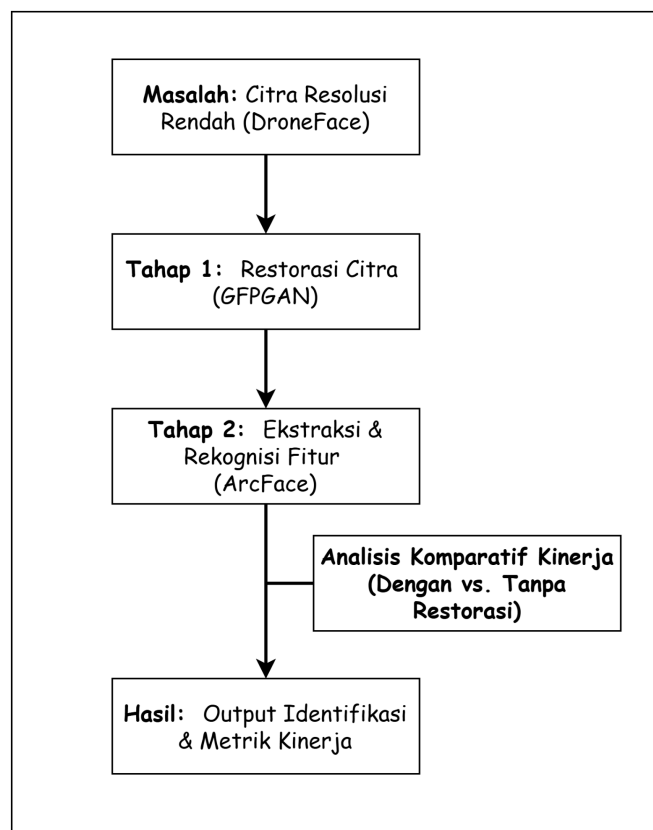 Masalah: Citra Resolusi
Rendah (DroneFace)
Tahap 1: Restorasi Citra
(GFPGAN)
Tahap 2: Ekstraksi &
Rekognisi Fitur
(ArcFace)
Analisis Komparatif Kinerja
(Dengan vs. Tanpa
Restorasi)
Hasil: Output Identifikasi
& Metrik Kinerja